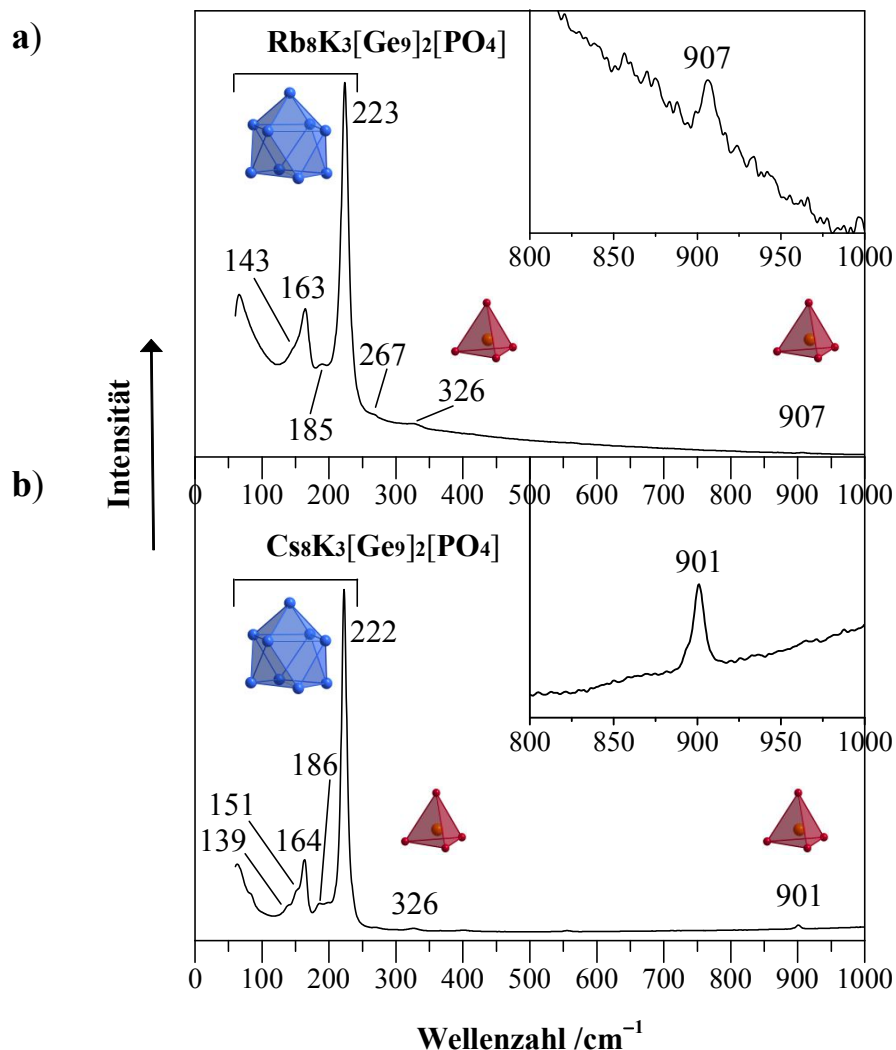 a)
Rb₈K₃[Ge₉]₂[PO₄]
223
143
163
185
267
326
907
907
800 850 900 950 1000
0 100 200 300 400 500 600 700 800 900 1000
b)
Cs₈K₃[Ge₉]₂[PO₄]
222
186
151
139
164
326
901
901
800 850 900 950 1000
0 100 200 300 400 500 600 700 800 900 1000
Intensität
Wellenzahl /cm⁻¹